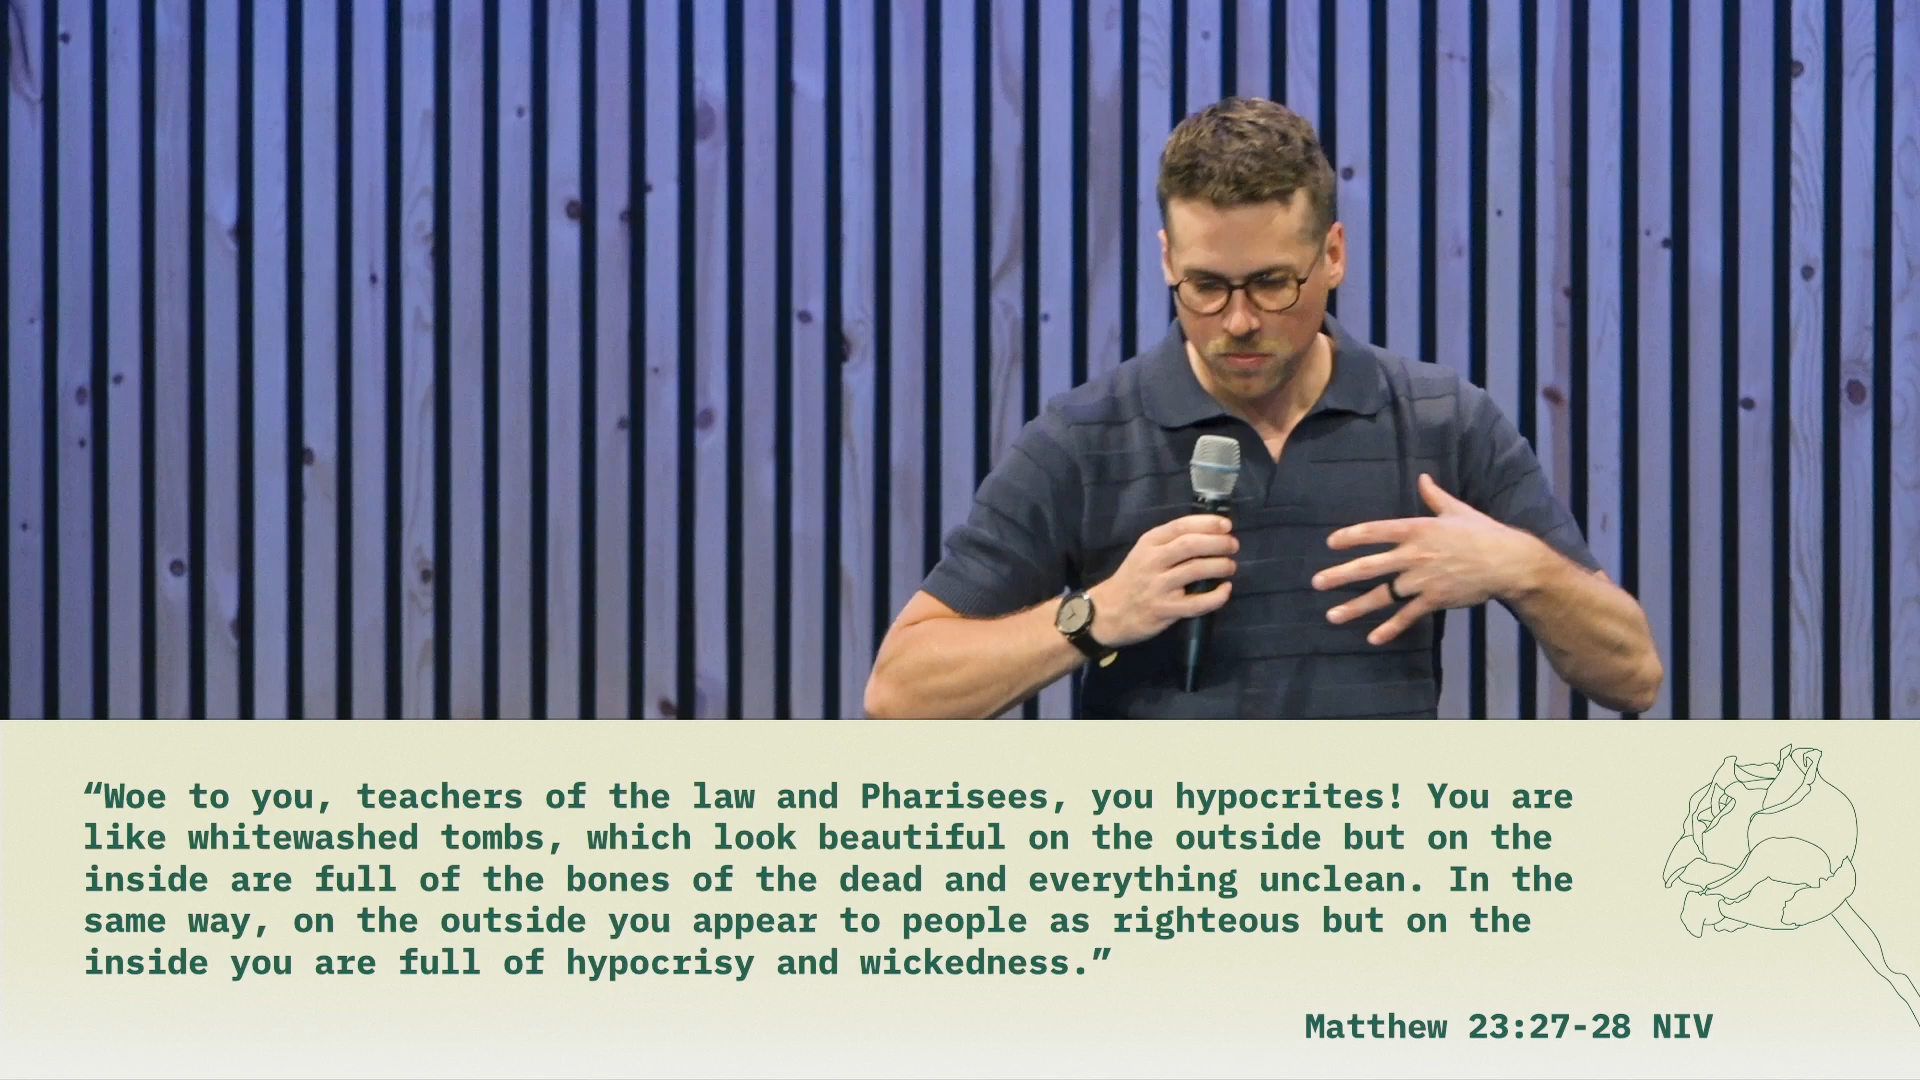 “Woe to you, teachers of the law and Pharisees, you hypocrites! You are
like whitewashed tombs, which look beautiful on the outside but on the
inside are full of the bones of the dead and everything unclean. In the
same way, on the outside you appear to people as righteous but on the
inside you are full of hypocrisy and wickedness.”
Matthew 23:27-28 NIV